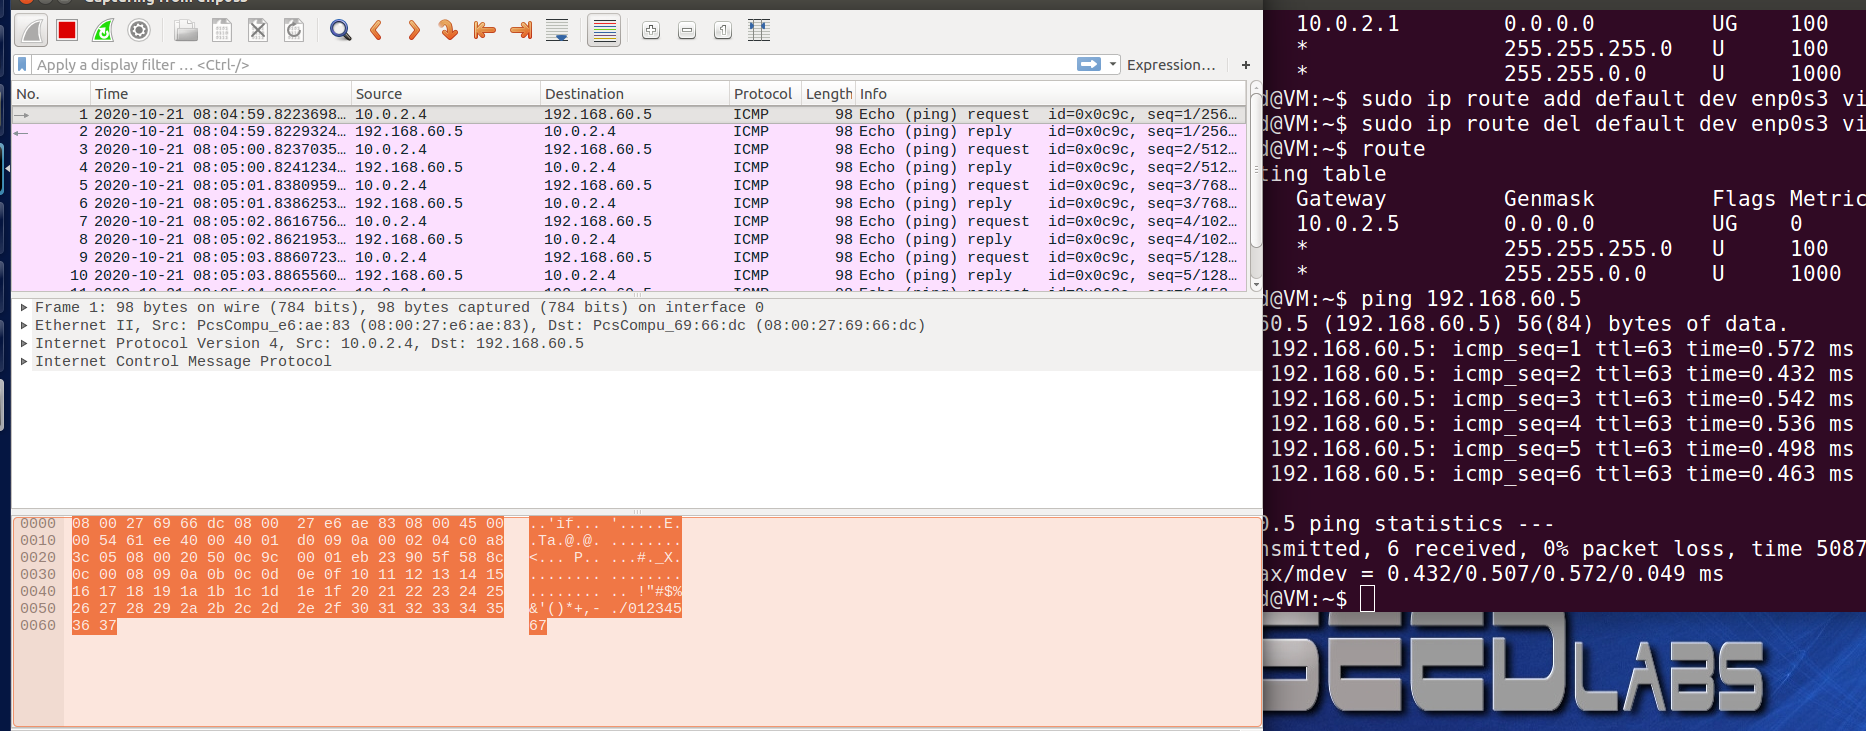 Capturing from enp0s3
Apply a display filter … <Ctrl-/>
Expression…
+
No. Time Source Destination Protocol Length Info
1 2020-10-21 08:04:59.8223698… 10.0.2.4 192.168.60.5 ICMP 98 Echo (ping) request id=0x0c9c, seq=1/256…
2 2020-10-21 08:04:59.8229324… 192.168.60.5 10.0.2.4 ICMP 98 Echo (ping) reply id=0x0c9c, seq=1/256…
3 2020-10-21 08:05:00.8237035… 10.0.2.4 192.168.60.5 ICMP 98 Echo (ping) request id=0x0c9c, seq=2/512…
4 2020-10-21 08:05:00.8241234… 192.168.60.5 10.0.2.4 ICMP 98 Echo (ping) reply id=0x0c9c, seq=2/512…
5 2020-10-21 08:05:01.8380959… 10.0.2.4 192.168.60.5 ICMP 98 Echo (ping) request id=0x0c9c, seq=3/768…
6 2020-10-21 08:05:01.8386253… 192.168.60.5 10.0.2.4 ICMP 98 Echo (ping) reply id=0x0c9c, seq=3/768…
7 2020-10-21 08:05:02.8616756… 10.0.2.4 192.168.60.5 ICMP 98 Echo (ping) request id=0x0c9c, seq=4/102…
8 2020-10-21 08:05:02.8621953… 192.168.60.5 10.0.2.4 ICMP 98 Echo (ping) reply id=0x0c9c, seq=4/102…
9 2020-10-21 08:05:03.8860723… 10.0.2.4 192.168.60.5 ICMP 98 Echo (ping) request id=0x0c9c, seq=5/128…
10 2020-10-21 08:05:03.8865560… 192.168.60.5 10.0.2.4 ICMP 98 Echo (ping) reply id=0x0c9c, seq=5/128…
Frame 1: 98 bytes on wire (784 bits), 98 bytes captured (784 bits) on interface 0
Ethernet II, Src: PcsCompu_e6:ae:83 (08:00:27:e6:ae:83), Dst: PcsCompu_69:66:dc (08:00:27:69:66:dc)
Internet Protocol Version 4, Src: 10.0.2.4, Dst: 192.168.60.5
Internet Control Message Protocol
0000 08 00 27 69 66 dc 08 00 27 e6 ae 83 08 00 45 00 ..'if... '.....E.
0010 00 54 61 ee 40 00 40 01 d0 09 0a 00 02 04 c0 a8 .Ta.@.@. ........
0020 3c 05 08 00 20 50 0c 9c 00 01 eb 23 90 5f 58 8c <... P.. ...#._X.
0030 0c 00 08 09 0a 0b 0c 0d 0e 0f 10 11 12 13 14 15 ........ ........
0040 16 17 18 19 1a 1b 1c 1d 1e 1f 20 21 22 23 24 25 ........ .. !"#$%
0050 26 27 28 29 2a 2b 2c 2d 2e 2f 30 31 32 33 34 35 &'()*+,- ./012345
0060 36 37 67
10.0.2.1 0.0.0.0 UG 100
* 255.255.255.0 U 100
* 255.255.0.0 U 1000
d@VM:~$ sudo ip route add default dev enp0s3 vi
d@VM:~$ sudo ip route del default dev enp0s3 vi
d@VM:~$ route
ting table
Gateway Genmask Flags Metric
10.0.2.5 0.0.0.0 UG 0
* 255.255.255.0 U 100
* 255.255.0.0 U 1000
d@VM:~$ ping 192.168.60.5
60.5 (192.168.60.5) 56(84) bytes of data.
192.168.60.5: icmp_seq=1 ttl=63 time=0.572 ms
192.168.60.5: icmp_seq=2 ttl=63 time=0.432 ms
192.168.60.5: icmp_seq=3 ttl=63 time=0.542 ms
192.168.60.5: icmp_seq=4 ttl=63 time=0.536 ms
192.168.60.5: icmp_seq=5 ttl=63 time=0.498 ms
192.168.60.5: icmp_seq=6 ttl=63 time=0.463 ms
0.5 ping statistics ---
nsmitted, 6 received, 0% packet loss, time 5087
ax/mdev = 0.432/0.507/0.572/0.049 ms
d@VM:~$
SEED LABS